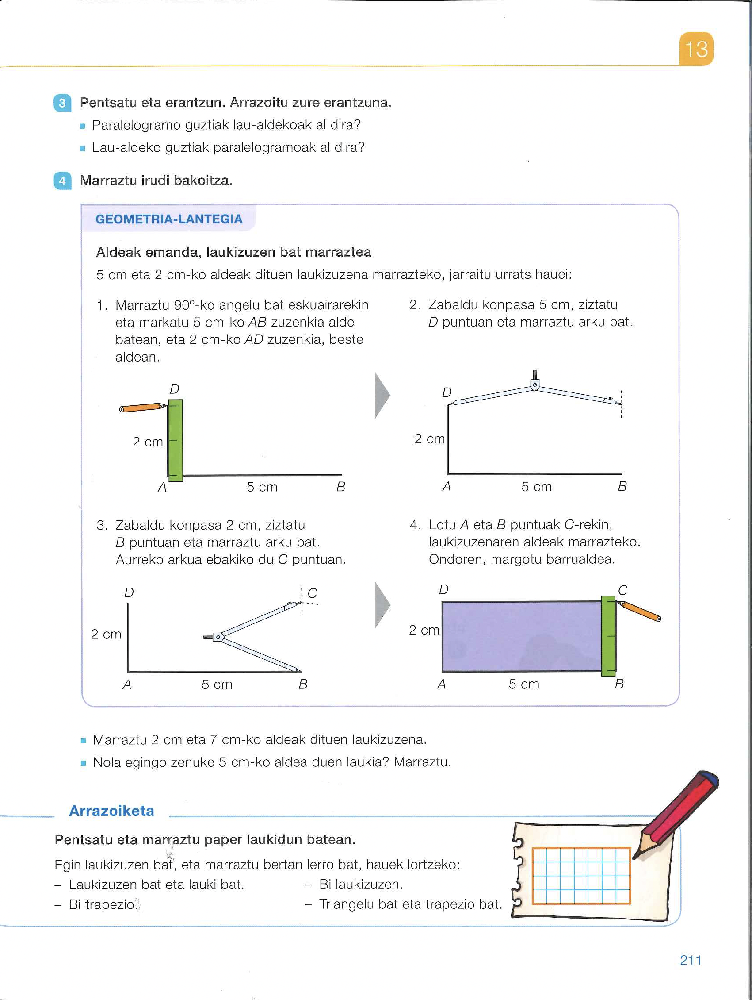 13
3 Pentsatu eta erantzun. Arrazoitu zure erantzuna.
Paralelogramo guztiak lau-aldekoak al dira?
Lau-aldeko guztiak paralelogramoak al dira?
4 Marraztu irudi bakoitza.
GEOMETRIA-LANTEGIA
Aldeak emanda, laukizuzen bat marraztea
5 cm eta 2 cm-ko aldeak dituen laukizuzena marrazteko, jarraitu urrats hauei:
1. Marraztu 90º-ko angelu bat eskuairarekin
eta markatu 5 cm-ko AB zuzenkia alde
batean, eta 2 cm-ko AD zuzenkia, beste
aldean.
D
2 cm
A 5 cm B
2. Zabaldu konpasa 5 cm, ziztatu
D puntuan eta marraztu arku bat.
D
2 cm
A 5 cm B
3. Zabaldu konpasa 2 cm, ziztatu
B puntuan eta marraztu arku bat.
Aurreko arkua ebakiko du C puntuan.
D C
2 cm
A 5 cm B
4. Lotu A eta B puntuak C-rekin,
laukizuzenaren aldeak marrazteko.
Ondoren, margotu barrualdea.
D C
2 cm
A 5 cm B
Marraztu 2 cm eta 7 cm-ko aldeak dituen laukizuzena.
Nola egingo zenuke 5 cm-ko aldea duen laukia? Marraztu.
Arrazoiketa
Pentsatu eta marraztu paper laukidun batean.
Egin laukizuzen bat, eta marraztu bertan lerro bat, hauek lortzeko:
– Laukizuzen bat eta lauki bat.
– Bi laukizuzen.
– Bi trapezio.
– Triangelu bat eta trapezio bat.
211